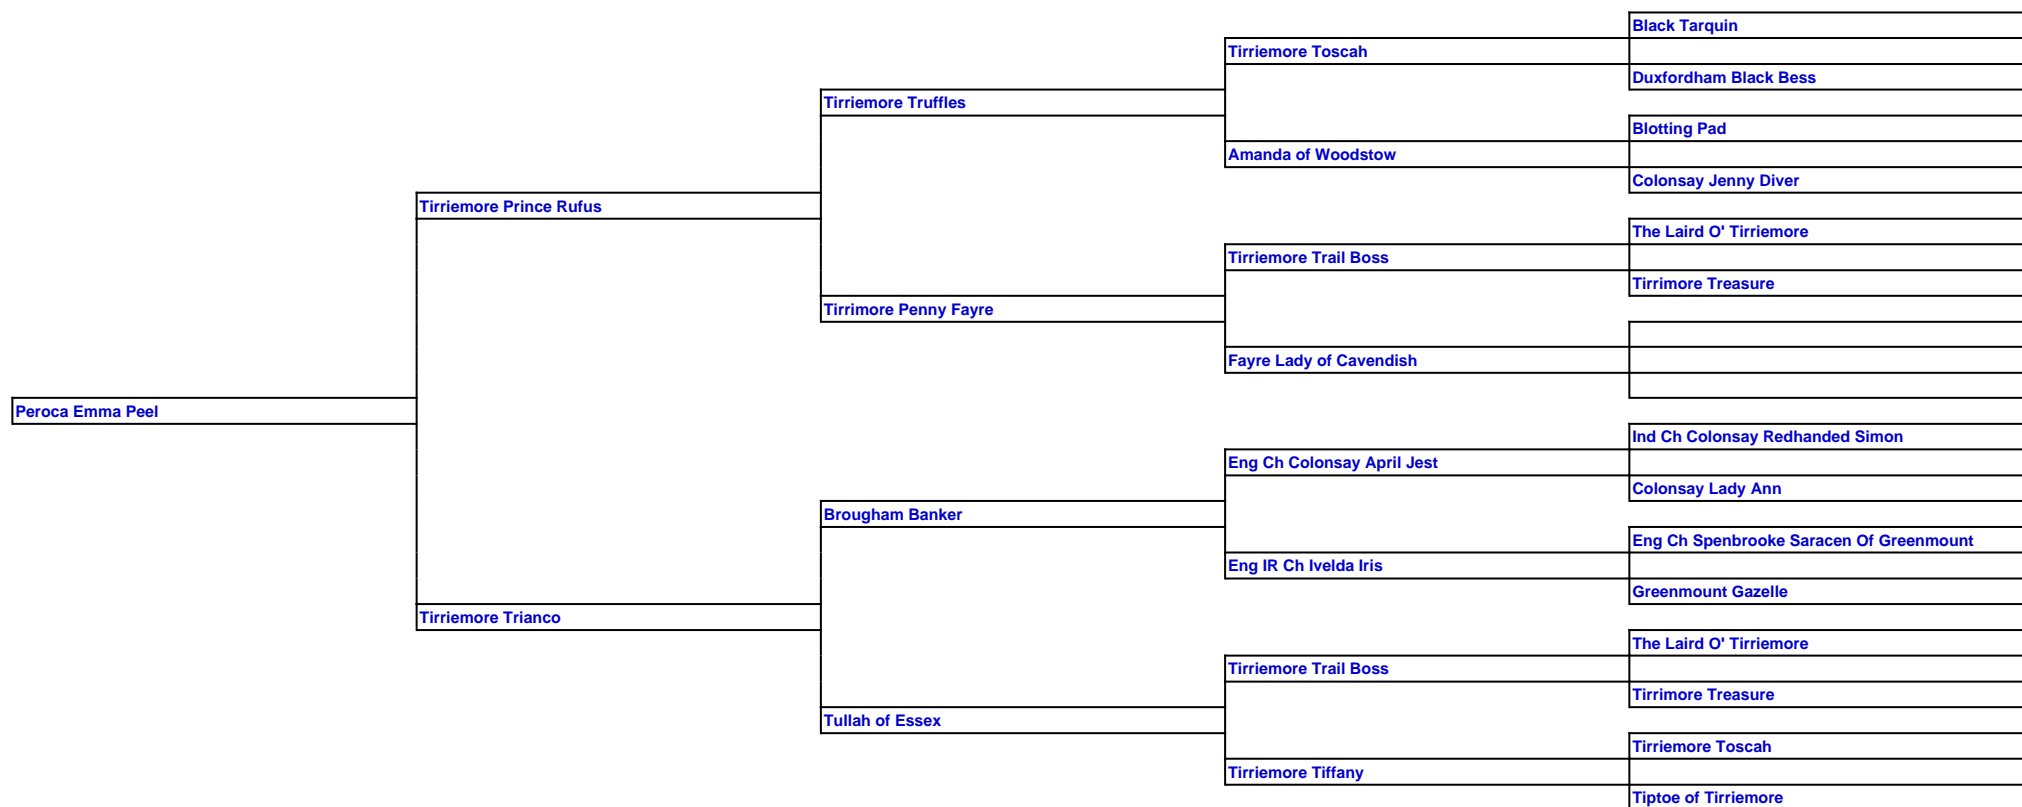 Black Tarquin
Tirriemore Toscah
Duxfordham Black Bess
Tirriemore Truffles
Blotting Pad
Amanda of Woodstow
Colonsay Jenny Diver
Tirriemore Prince Rufus
The Laird O' Tirriemore
Tirriemore Trail Boss
Tirrimore Treasure
Tirrimore Penny Fayre
Fayre Lady of Cavendish
Peroca Emma Peel
Ind Ch Colonsay Redhanded Simon
Eng Ch Colonsay April Jest
Colonsay Lady Ann
Brougham Banker
Eng Ch Spenbrooke Saracen Of Greenmount
Eng IR Ch Ivelda Iris
Greenmount Gazelle
Tirriemore Trianco
The Laird O' Tirriemore
Tirriemore Trail Boss
Tirrimore Treasure
Tullah of Essex
Tirriemore Toscah
Tirriemore Tiffany
Tiptoe of Tirriemore